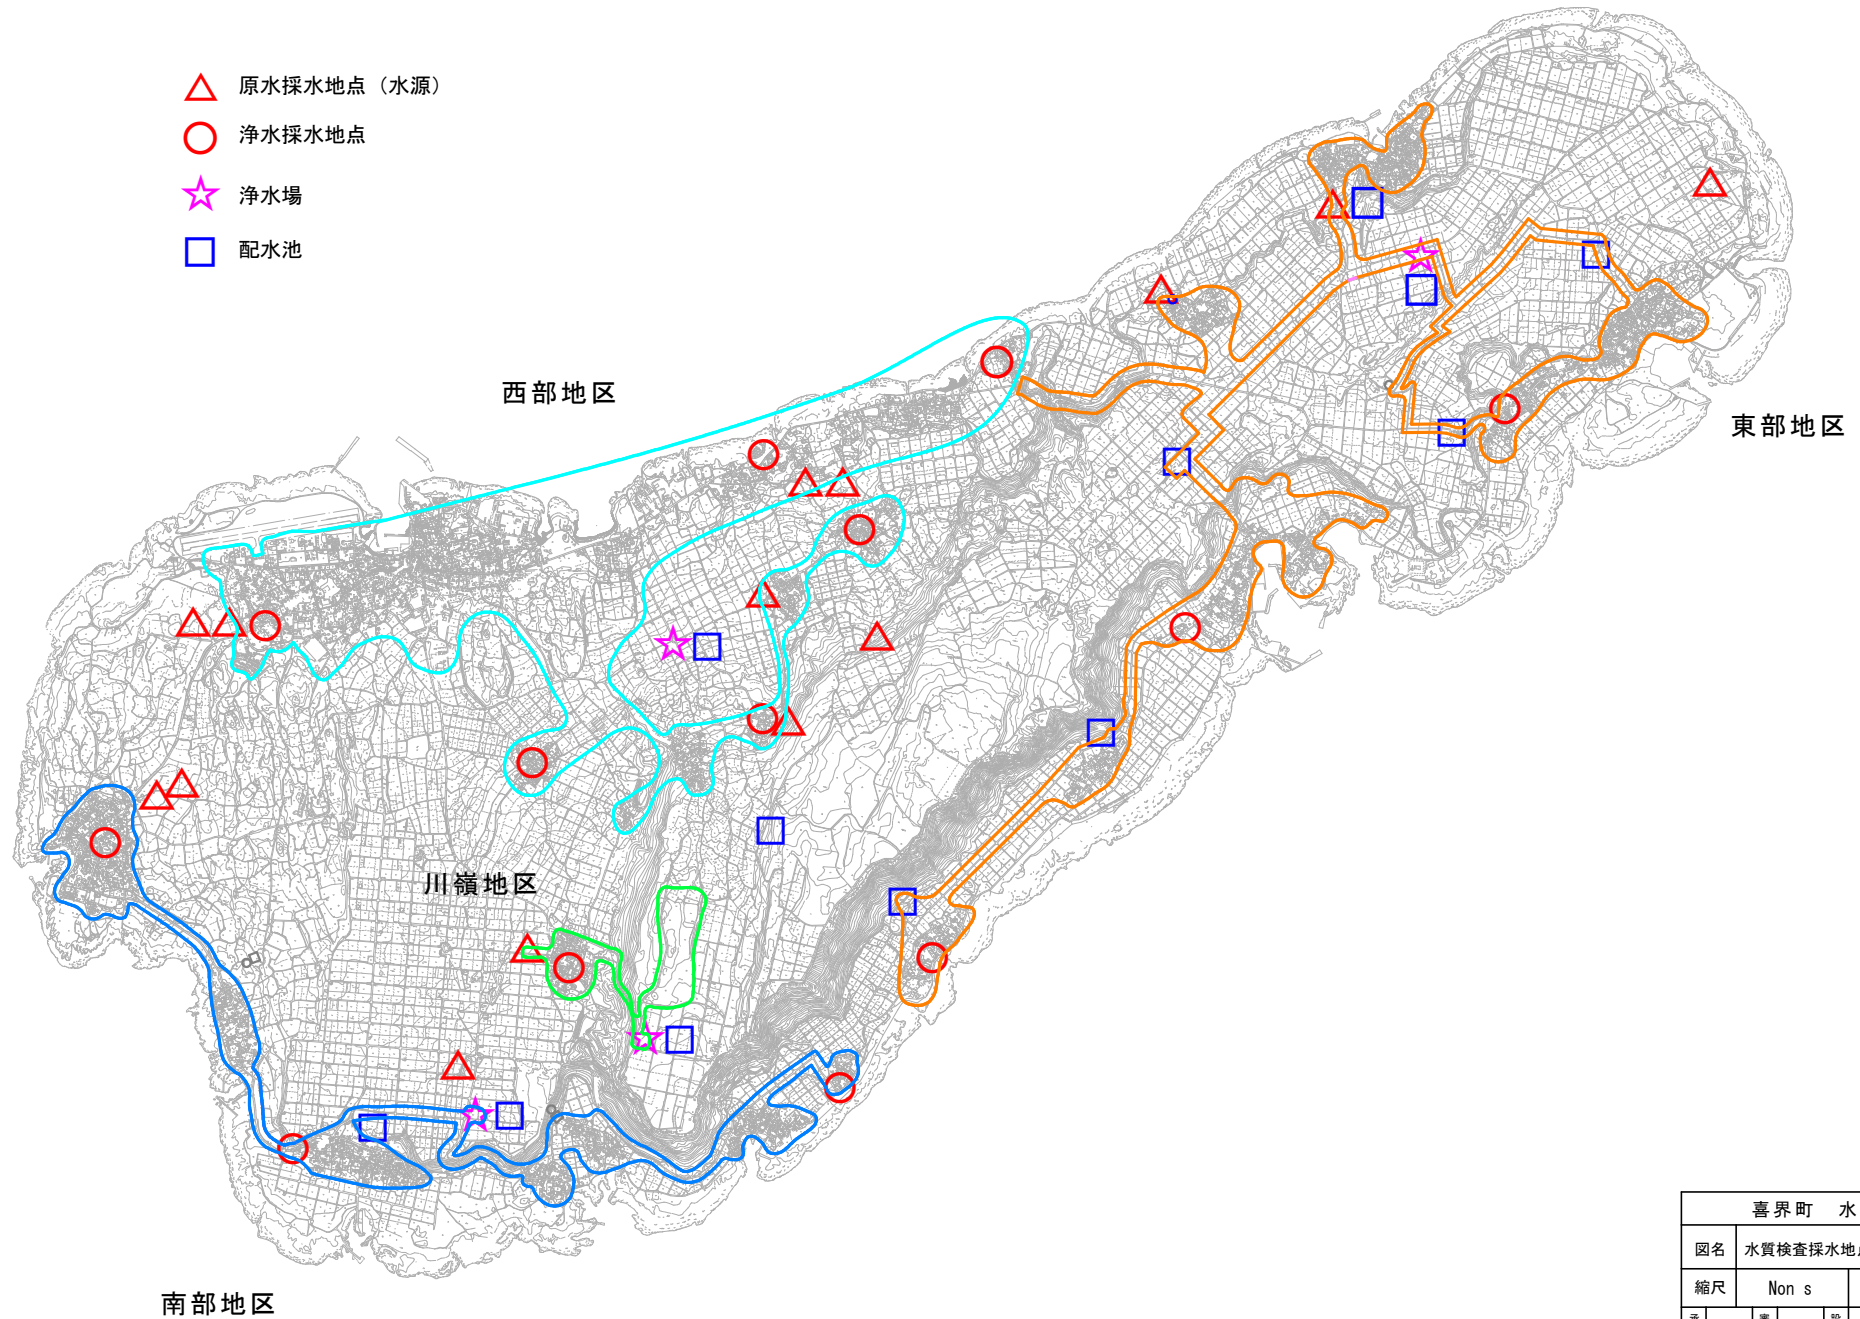 原水採水地点（水源）
浄水採水地点
浄水場
配水池
西部地区
東部地区
川嶺地区
南部地区
喜界町　水
図名　水質検査採水地
縮尺　Non s